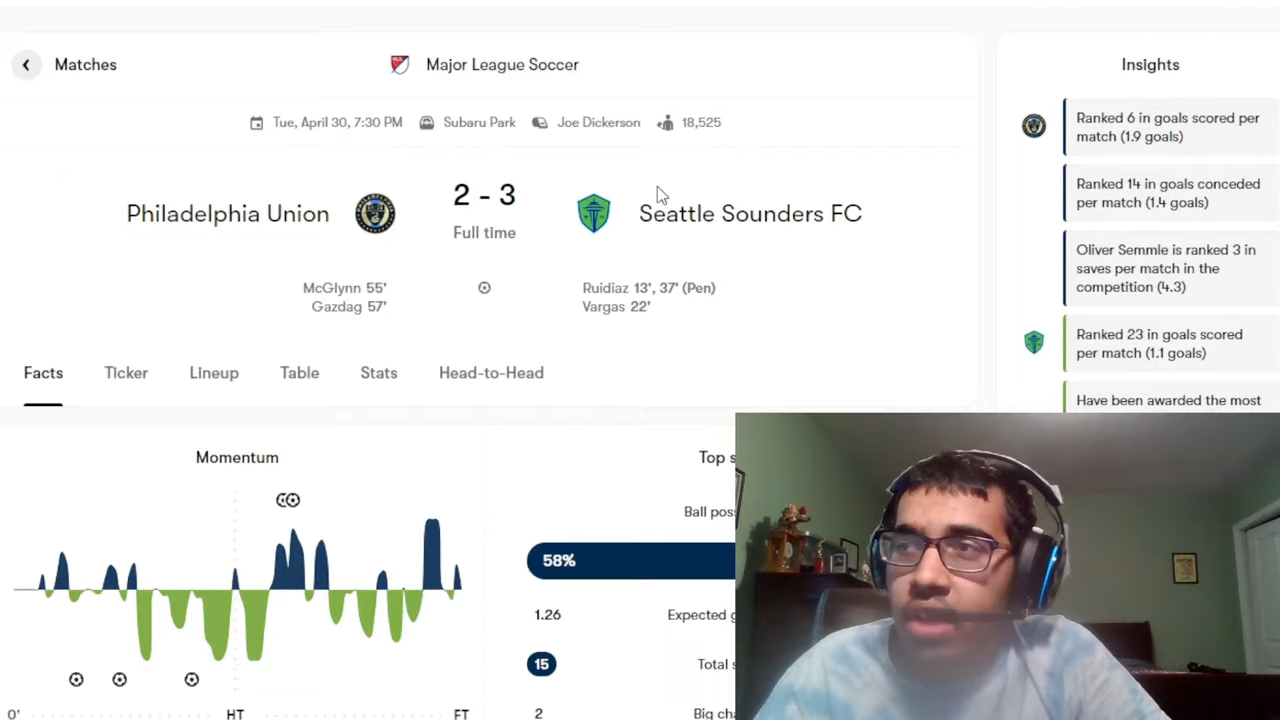 Matches
Major League Soccer
Tue, April 30, 7:30 PM
Subaru Park
Joe Dickerson
18,525
Philadelphia Union
2 - 3
Full time
Seattle Sounders FC
McGlynn 55'
Gazdag 57'
Ruidiaz 13', 37' (Pen)
Vargas 22'
Facts
Ticker
Lineup
Table
Stats
Head-to-Head
Insights
Ranked 6 in goals scored per
match (1.9 goals)
Ranked 14 in goals conceded
per match (1.4 goals)
Oliver Semmle is ranked 3 in
saves per match in the
competition (4.3)
Ranked 23 in goals scored
per match (1.1 goals)
Have been awarded the most
Momentum
0'
HT
FT
Top s
Ball pos
58%
1.26
Expected g
15
Total s
2
Big cha